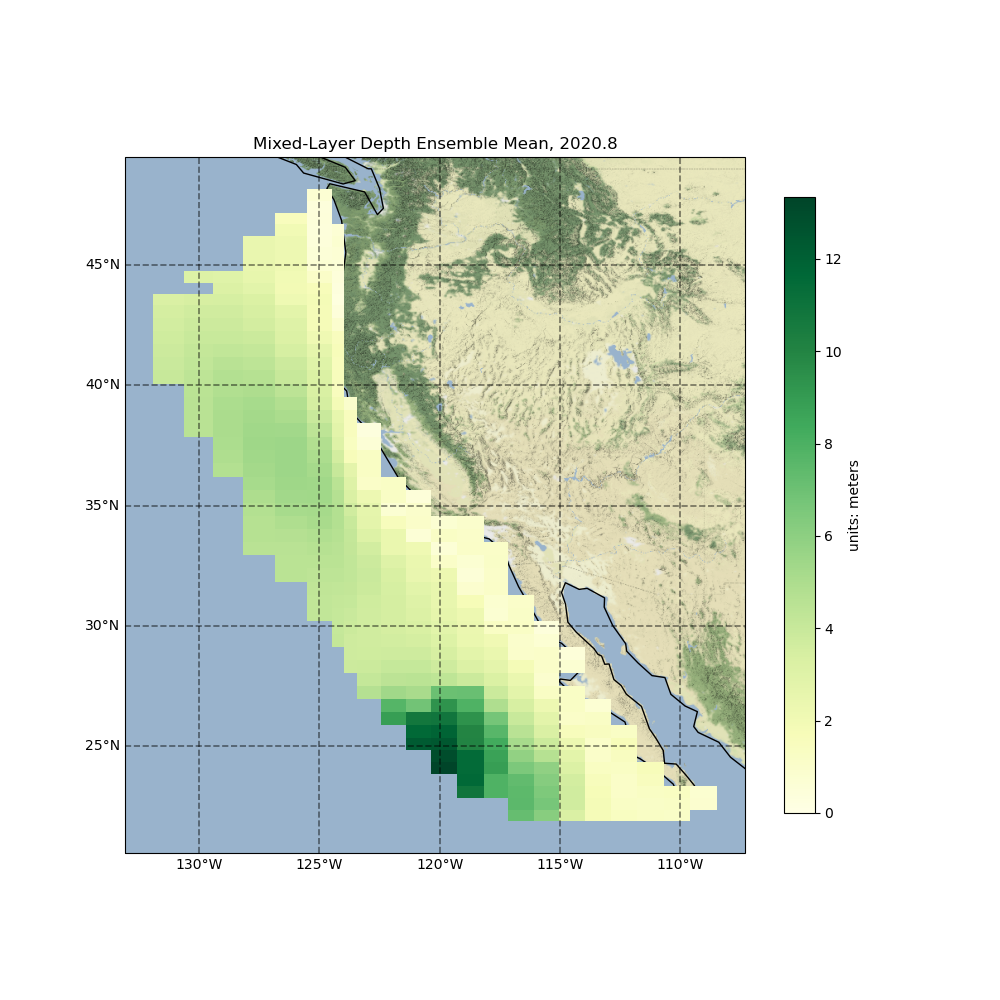 Mixed-Layer Depth Ensemble Mean, 2020.8
45°N
40°N
35°N
30°N
25°N
130°W
125°W
120°W
115°W
110°W
12
10
8
6
4
2
0
units: meters